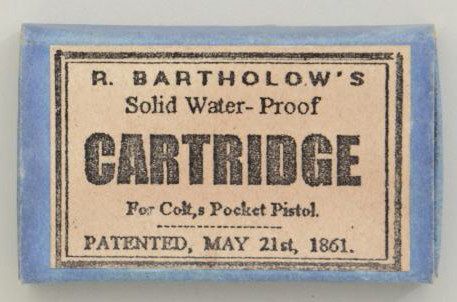 R. BARTHOLOW'S
Solid Water-Proof
CARTRIDGE
For Colt,s Pocket Pistol.
PATENTED, MAY 21st, 1861.